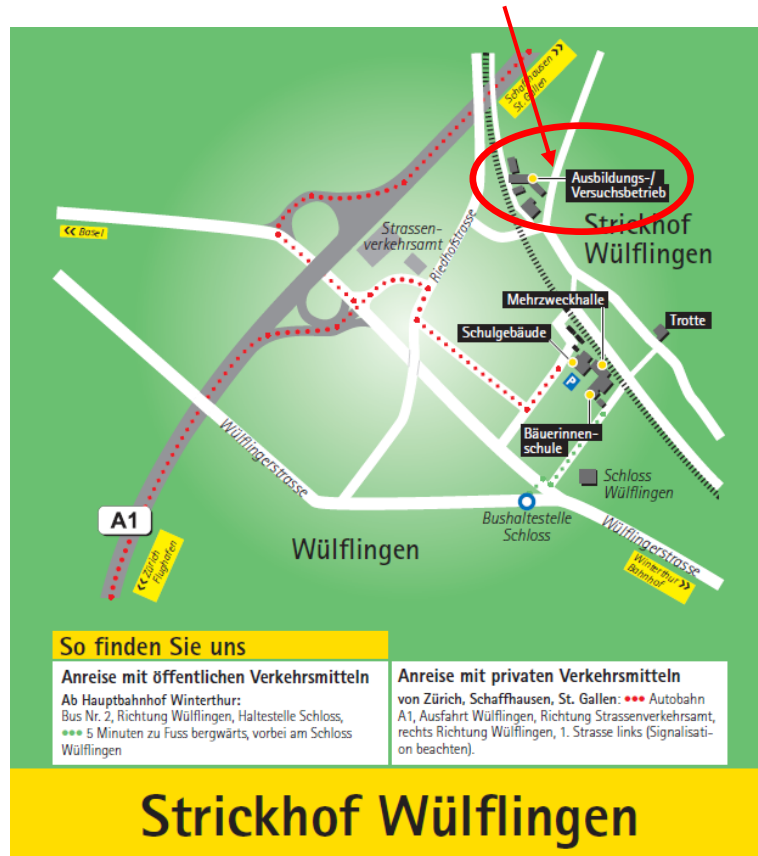 Schaffhausen >>
St. Gallen
Ausbildungs-/
Versuchsbetrieb
Strickhof
Wülflingen
<< Basel
Strassen-
verkehrsamt
Riedhofstrasse
Mehrzweckhalle
Trotte
Schulgebäude
P
Bäuerinnen-
schule
Wülflingerstrasse
Schloss
Wülflingen
A1
Bushaltestelle
Schloss
Wülflingerstrasse
Wülflingen
<< Zürich
Flughafen
Winterthur >>
Bahnhof
So finden Sie uns
Anreise mit öffentlichen Verkehrsmitteln
Ab Hauptbahnhof Winterthur:
Bus Nr. 2, Richtung Wülflingen, Haltestelle Schloss,
••• 5 Minuten zu Fuss bergwärts, vorbei am Schloss
Wülflingen
Anreise mit privaten Verkehrsmitteln
von Zürich, Schaffhausen, St. Gallen: ••• Autobahn
A1, Ausfahrt Wülflingen, Richtung Strassenverkehrsamt,
rechts Richtung Wülflingen, 1. Strasse links (Signalisati-
on beachten).
Strickhof Wülflingen